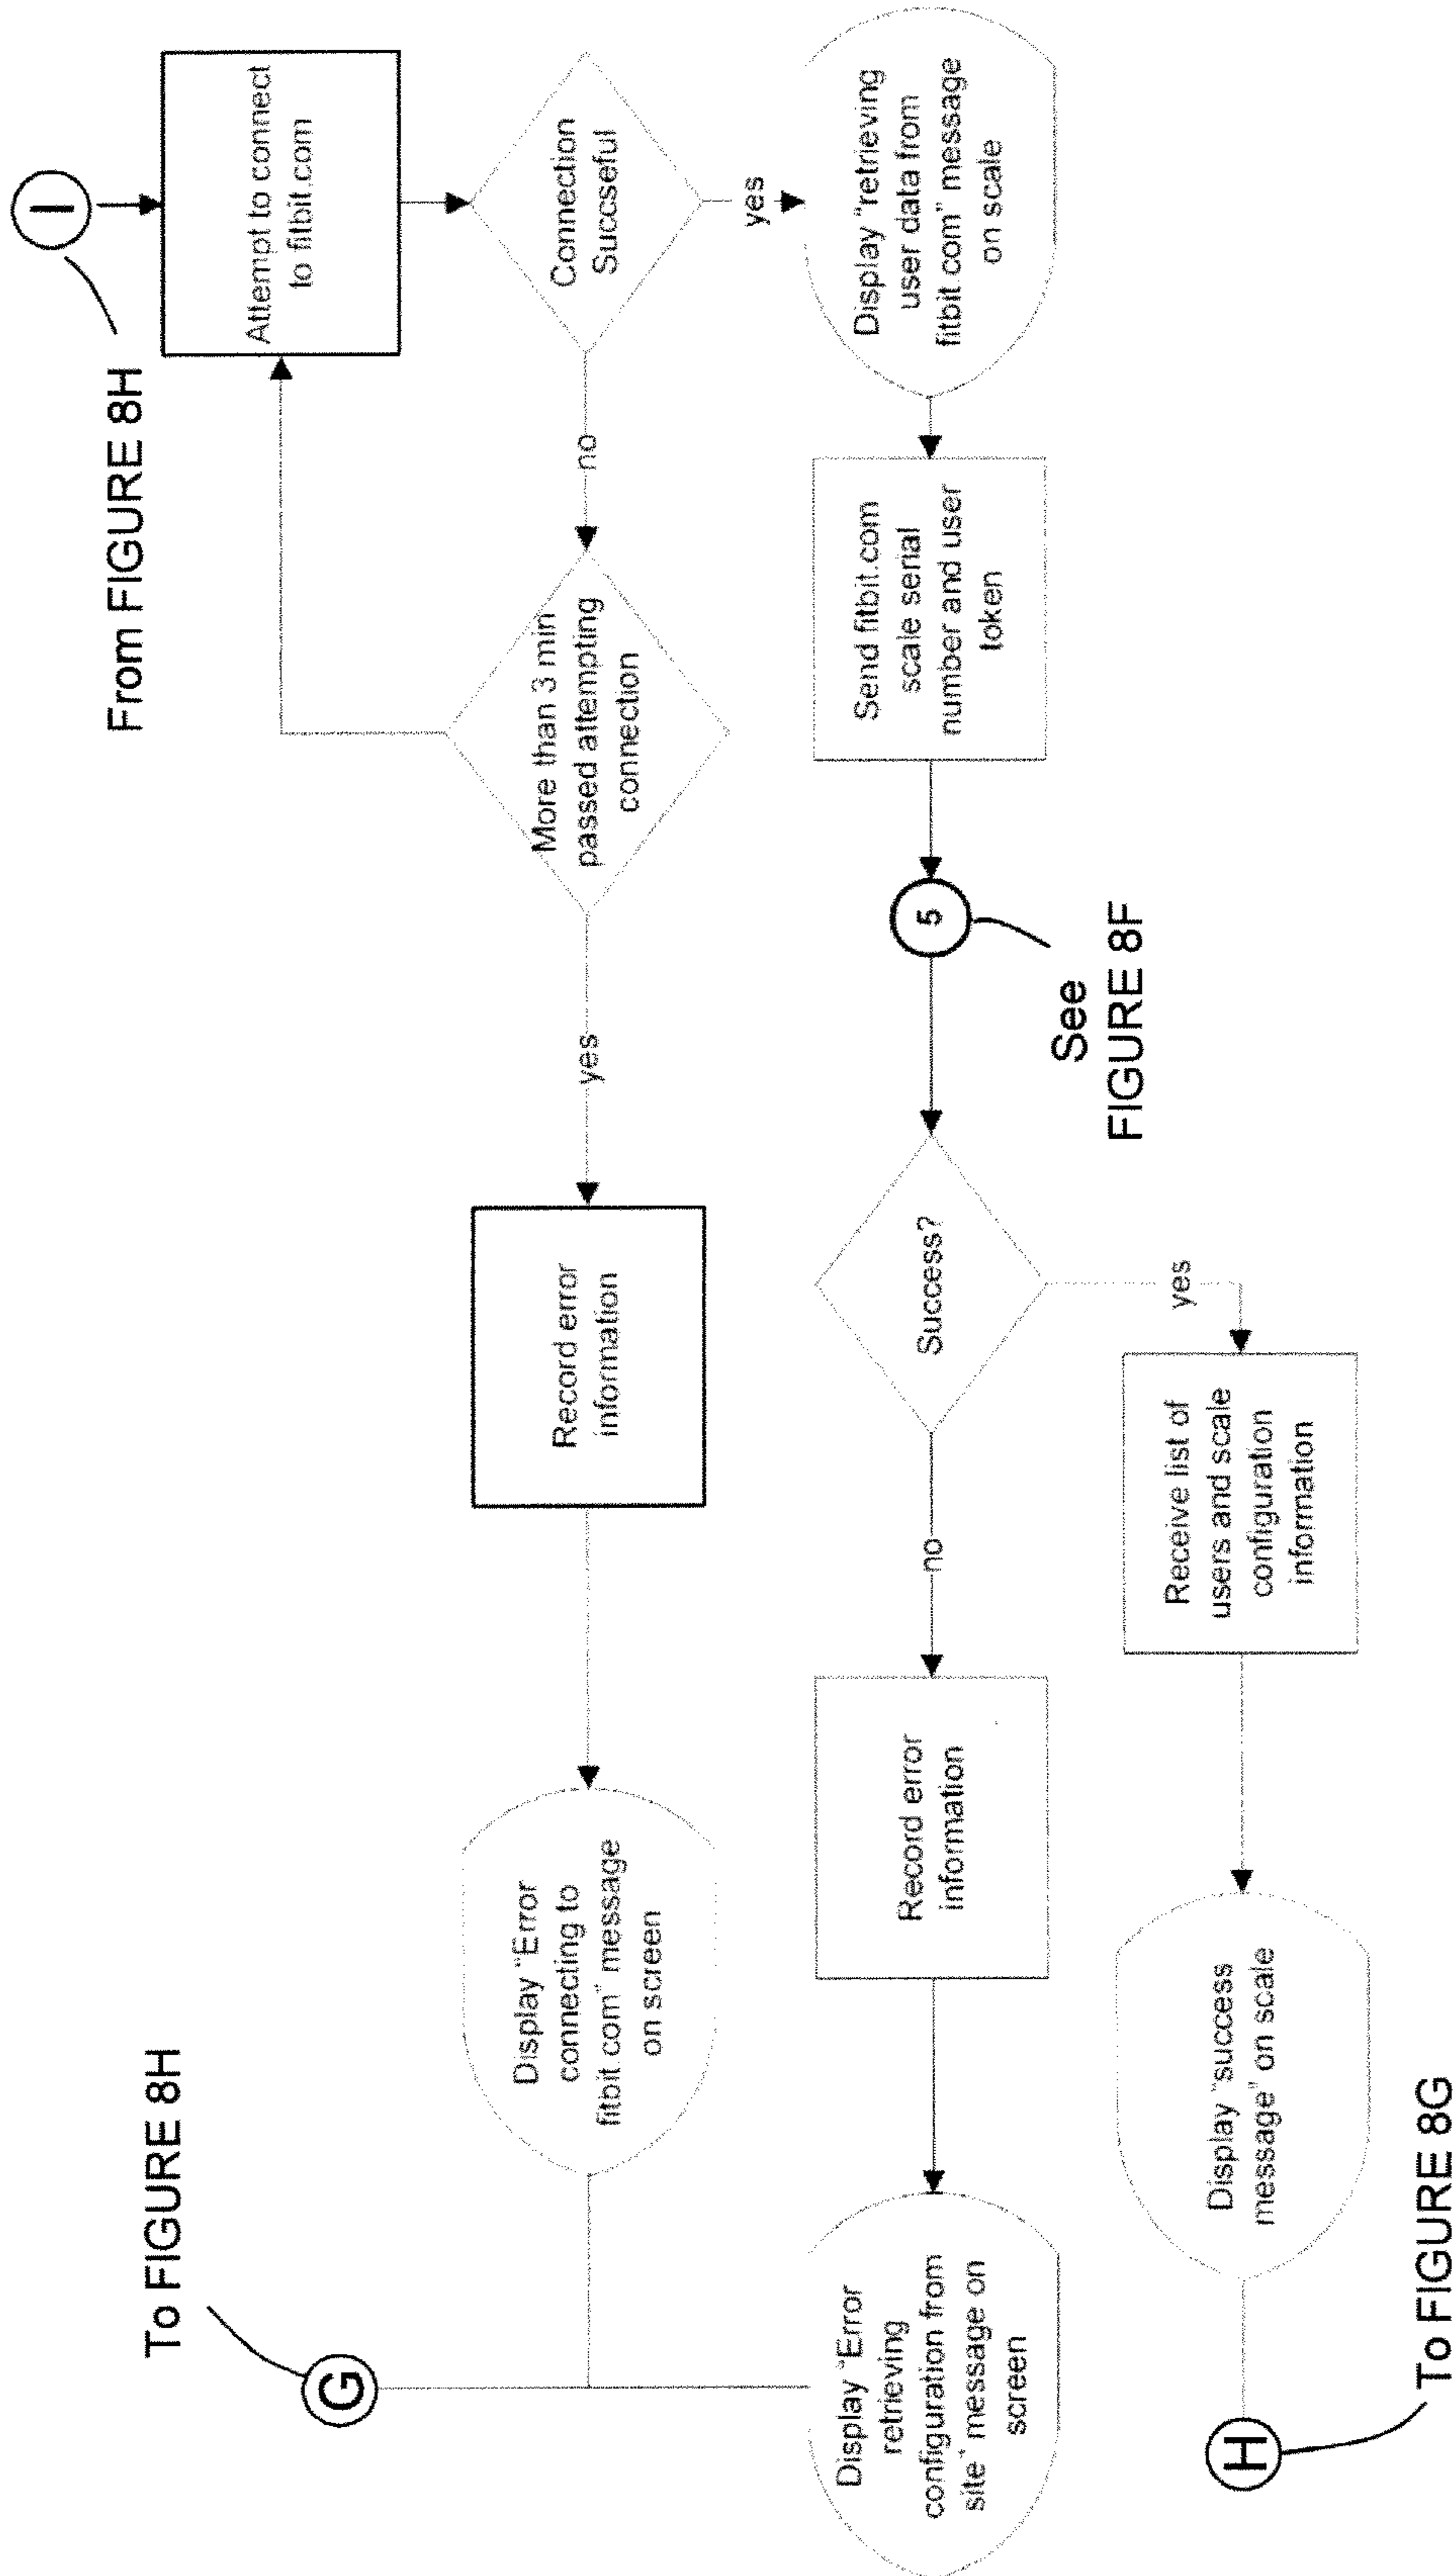 From FIGURE 8H
I
Attempt to connect
to fitbit.com
Connection
Succseful
no
yes
More than 3 min
passed attempting
connection
yes
Record error
information
Display "Error
connecting to
fitbit.com" message
on screen
G
To FIGURE 8H
Display "retrieving
user data from
fitbit.com" message
on scale
Send fitbit.com
scale serial
number and user
token
5
See
FIGURE 8F
Success?
no
yes
Record error
information
Display "Error
retrieving
configuration from
site" message on
screen
Receive list of
users and scale
configuration
information
Display "success
message" on scale
H
To FIGURE 8G